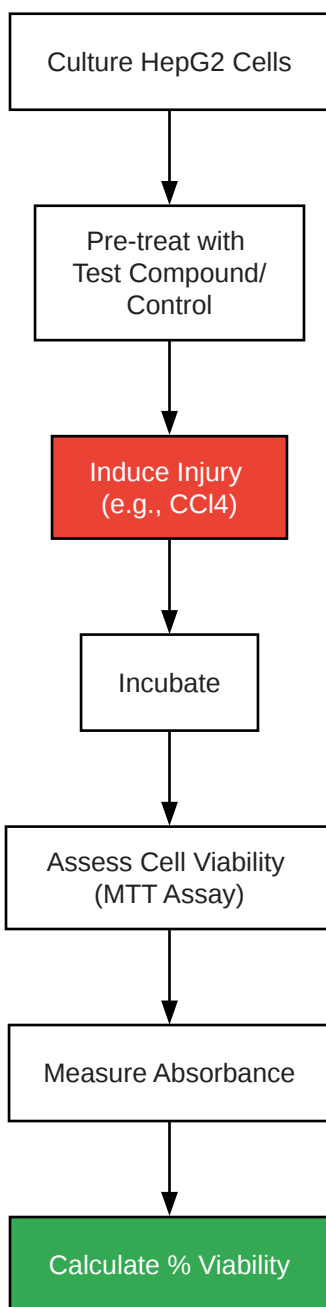 Culture HepG2 Cells
Pre-treat with
Test Compound/
Control
Induce Injury
(e.g., CCl4)
Incubate
Assess Cell Viability
(MTT Assay)
Measure Absorbance
Calculate % Viability